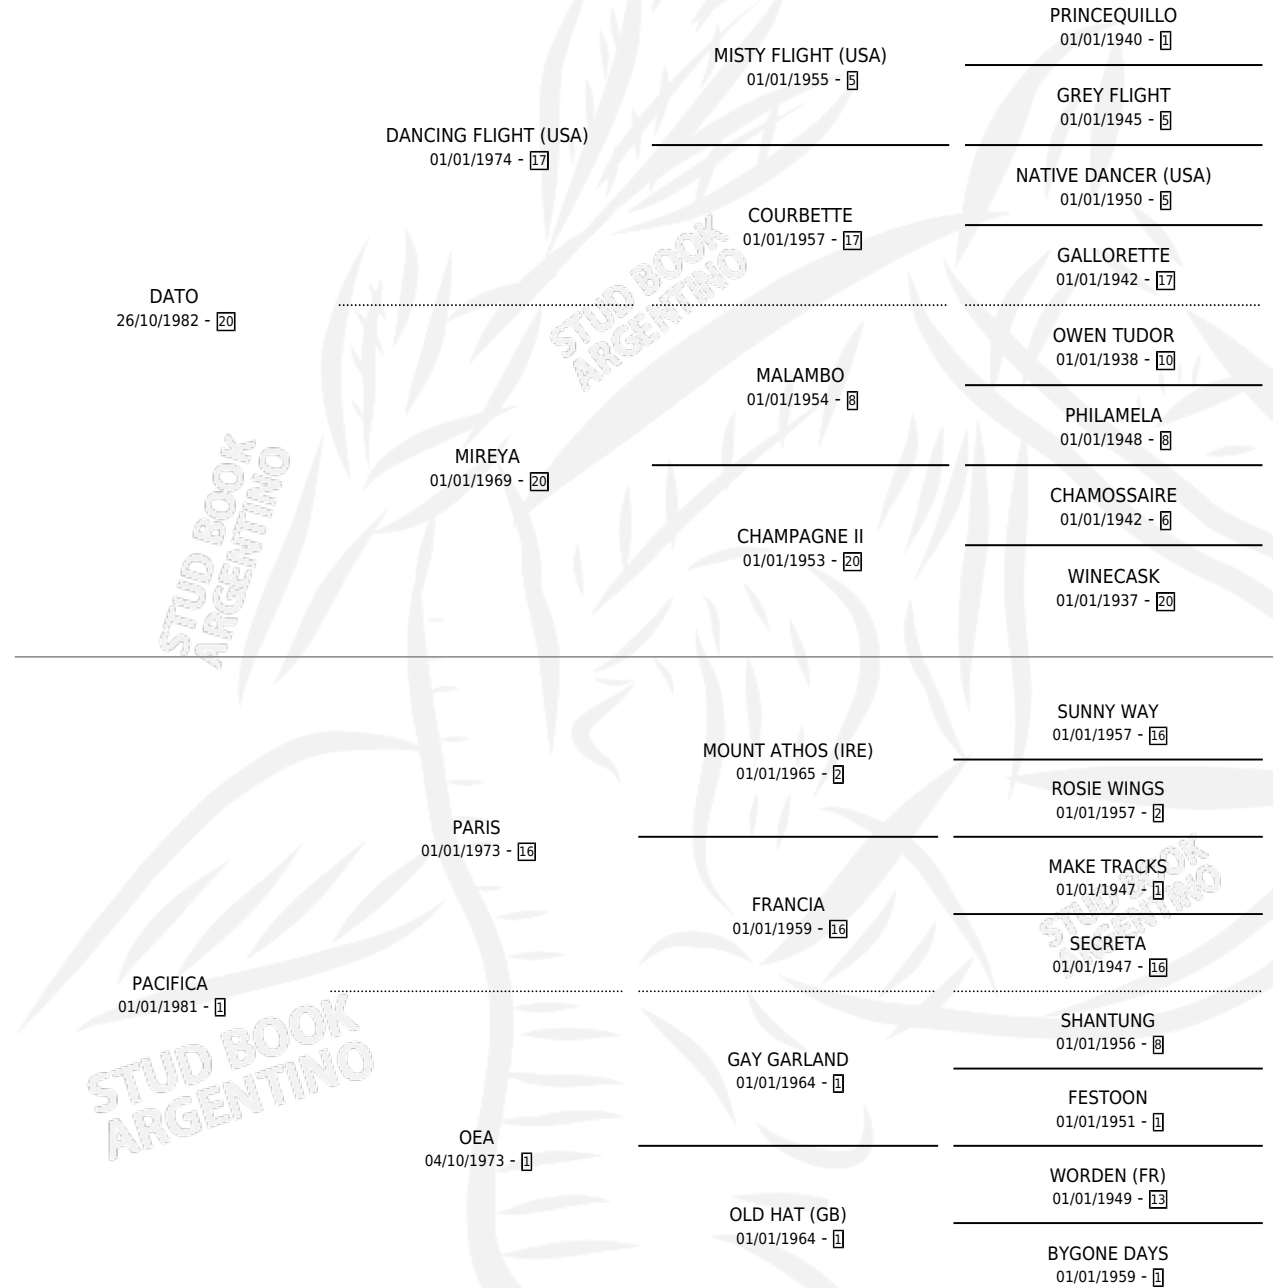 PRINCEQUILLO
01/01/1940 - 1
MISTY FLIGHT (USA)
01/01/1955 - 5
GREY FLIGHT
01/01/1945 - 5
DANCING FLIGHT (USA)
01/01/1974 - 17
NATIVE DANCER (USA)
01/01/1950 - 5
COURBETTE
01/01/1957 - 17
GALLORETTE
01/01/1942 - 17
DATO
26/10/1982 - 20
STUD BOOK
ARGENTINO
OWEN TUDOR
01/01/1938 - 10
MALAMBO
01/01/1954 - 8
PHILAMELA
01/01/1948 - 8
MIREYA
01/01/1969 - 20
CHAMOSSAIRE
01/01/1942 - 6
CHAMPAGNE II
01/01/1953 - 20
WINECASK
01/01/1937 - 20
STUD BOOK
ARGENTINO
SUNNY WAY
01/01/1957 - 16
MOUNT ATHOS (IRE)
01/01/1965 - 2
ROSIE WINGS
01/01/1957 - 2
PARIS
01/01/1973 - 16
MAKE TRACKS
01/01/1947 - 1
FRANCIA
01/01/1959 - 16
SECRETA
01/01/1947 - 16
STUD BOOK
ARGENTINO
PACIFICA
01/01/1981 - 1
SHANTUNG
01/01/1956 - 8
GAY GARLAND
01/01/1964 - 1
FESTOON
01/01/1951 - 1
STUD BOOK
ARGENTINO
OEA
04/10/1973 - 1
WORDEN (FR)
01/01/1949 - 13
OLD HAT (GB)
01/01/1964 - 1
BYGONE DAYS
01/01/1959 - 1